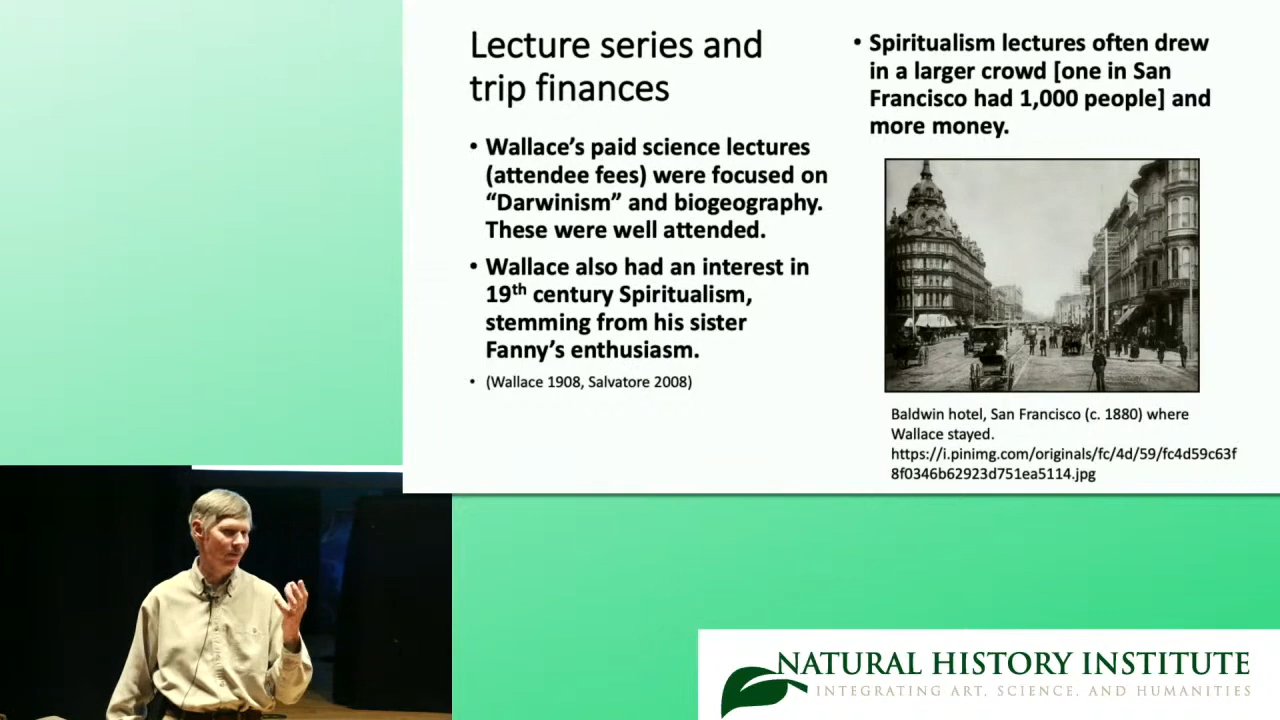 Lecture series and
trip finances
• Wallace’s paid science lectures
(attendee fees) were focused on
“Darwinism” and biogeography.
These were well attended.
• Wallace also had an interest in
19th century Spiritualism,
stemming from his sister
Fanny’s enthusiasm.
• (Wallace 1908, Salvatore 2008)
• Spiritualism lectures often drew
in a larger crowd [one in San
Francisco had 1,000 people] and
more money.
Baldwin hotel, San Francisco (c. 1880) where
Wallace stayed.
https://i.pinimg.com/originals/fc/4d/59/fc4d59c63f
8f0346b62923d751ea5114.jpg
NATURAL HISTORY INSTITUTE
INTEGRATING ART, SCIENCE, AND HUMANITIES